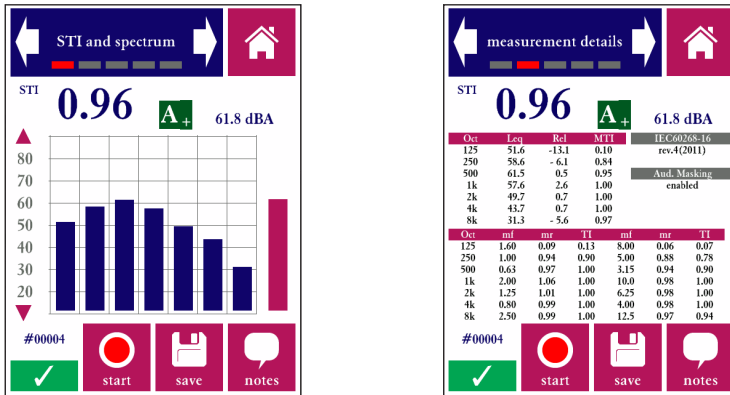 STI and spectrum
STI
0.96
A+
61.8 dBA
80
70
60
50
40
30
20
#00004
start
save
notes
measurement details
STI
0.96
A+
61.8 dBA
Oct Leq Rel MTI
125 51.6 -13.1 0.10
250 58.6 - 6.1 0.84
500 61.5 0.5 0.95
1k 57.6 2.6 1.00
2k 49.7 0.7 1.00
4k 43.7 0.7 1.00
8k 31.3 - 5.6 0.97
IEC60268-16
rev.4(2011)
Aud. Masking
enabled
Oct mf mr TI mf mr TI
125 1.60 0.09 0.13 8.00 0.06 0.07
250 1.00 0.94 0.90 5.00 0.88 0.78
500 0.63 0.97 1.00 3.15 0.94 0.90
1k 2.00 1.06 1.00 10.0 0.98 1.00
2k 1.25 1.01 1.00 6.25 0.98 1.00
4k 0.80 0.99 1.00 4.00 0.98 1.00
8k 2.50 0.99 1.00 12.5 0.97 0.94
#00004
start
save
notes